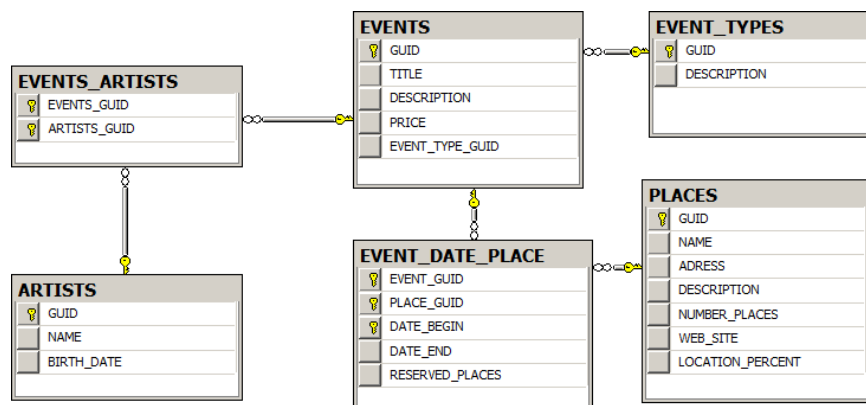 EVENTS
GUID
TITLE
DESCRIPTION
PRICE
EVENT_TYPE_GUID
EVENT_TYPES
GUID
DESCRIPTION
EVENTS_ARTISTS
EVENTS_GUID
ARTISTS_GUID
PLACES
GUID
NAME
ADRESS
DESCRIPTION
NUMBER_PLACES
WEB_SITE
LOCATION_PERCENT
EVENT_DATE_PLACE
EVENT_GUID
PLACE_GUID
DATE_BEGIN
DATE_END
RESERVED_PLACES
ARTISTS
GUID
NAME
BIRTH_DATE